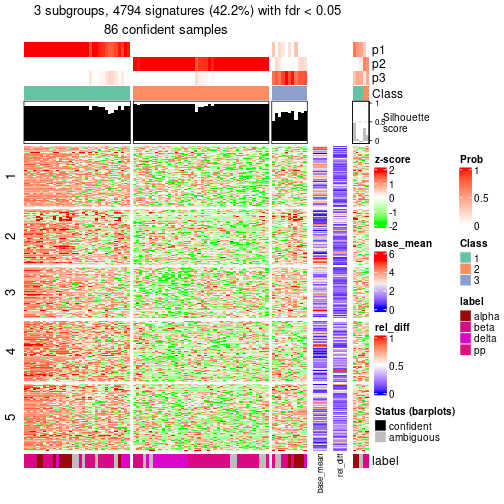 3 subgroups, 4794 signatures (42.2%) with fdr < 0.05
86 confident samples
p1
p2
p3
Class
1
0.5
0
Silhouette
score
1
2
3
4
5
label
base_mean
rel_diff
z-score
2
1
0
-1
-2
base_mean
6
4
2
0
rel_diff
1
0.5
0
Status (barplots)
confident
ambiguous
Prob
1
0.5
0
Class
1
2
3
label
alpha
beta
delta
pp